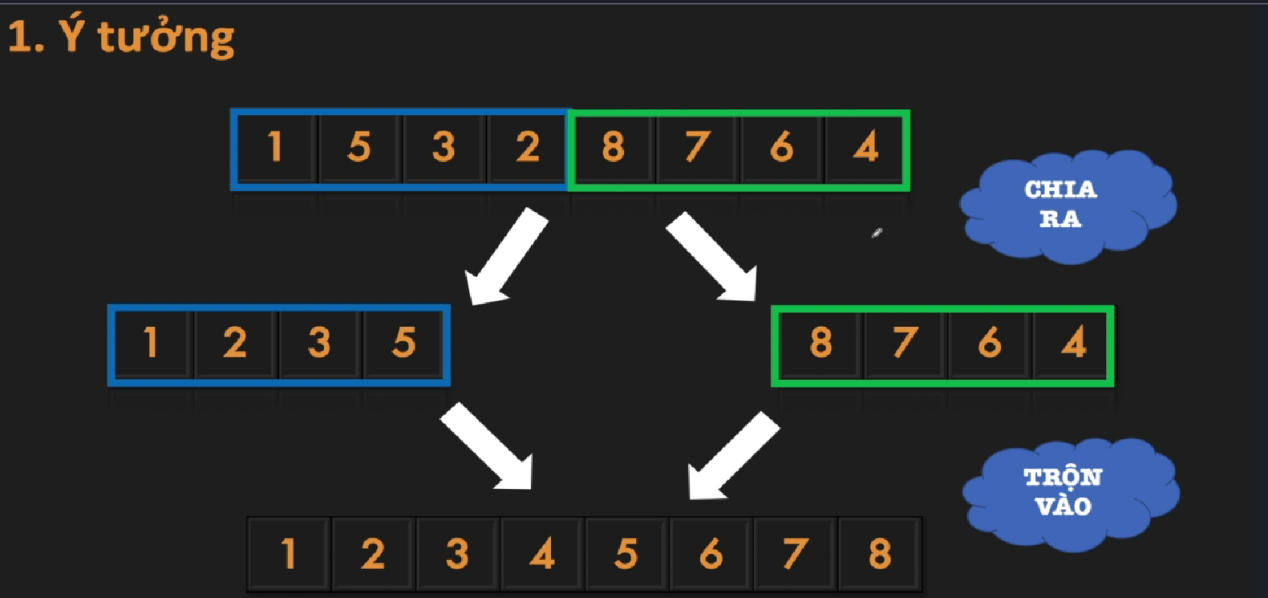 1. Ý tưởng
1 5 3 2 8 7 6 4
CHIA
RA
1 2 3 5
8 7 6 4
TRỘN
VÀO
1 2 3 4 5 6 7 8